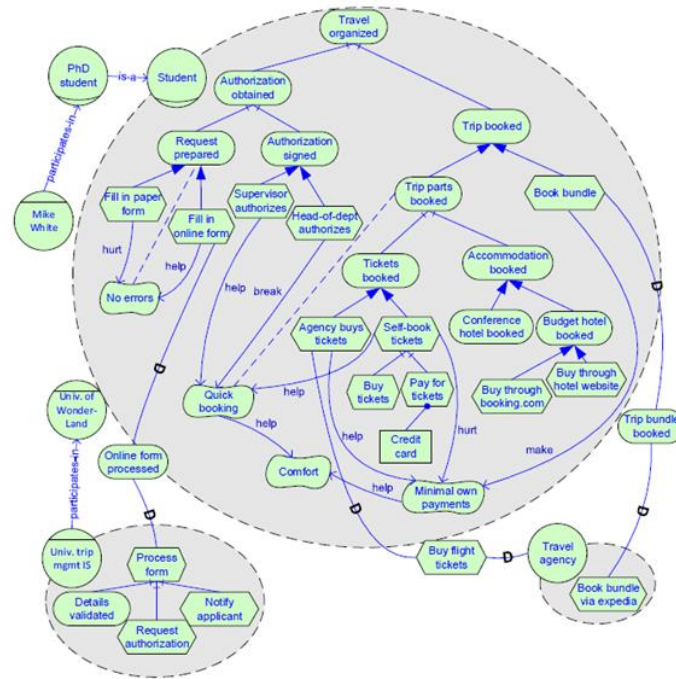 Travel
organized
PhD
student
is-a
Student
Authorization
obtained
participates-in
Request
prepared
Authorization
signed
Trip booked
Fill in paper
form
Supervisor
authorizes
Trip parts
booked
Book bundle
Mike
White
Fill in
online form
Head-of-dept
authorizes
hurt
help
Tickets
booked
Accommodation
booked
No errors
help
break
D
Agency buys
tickets
Self-book
tickets
Conference
hotel booked
Budget hotel
booked
D
Univ. of
Wonder-
Land
Quick
booking
help
Buy
tickets
Pay for
tickets
Buy through
booking.com
Buy through
hotel website
Trip bundle
booked
Online form
processed
help
Comfort
Credit
card
help
hurt
make
participates-in
help
Minimal own
payments
D
D
D
Univ. trip
mgmt IS
Process
form
Buy flight
tickets
D
Travel
agency
Details
validated
Notify
applicant
Request
authorization
Book bundle
via expedia